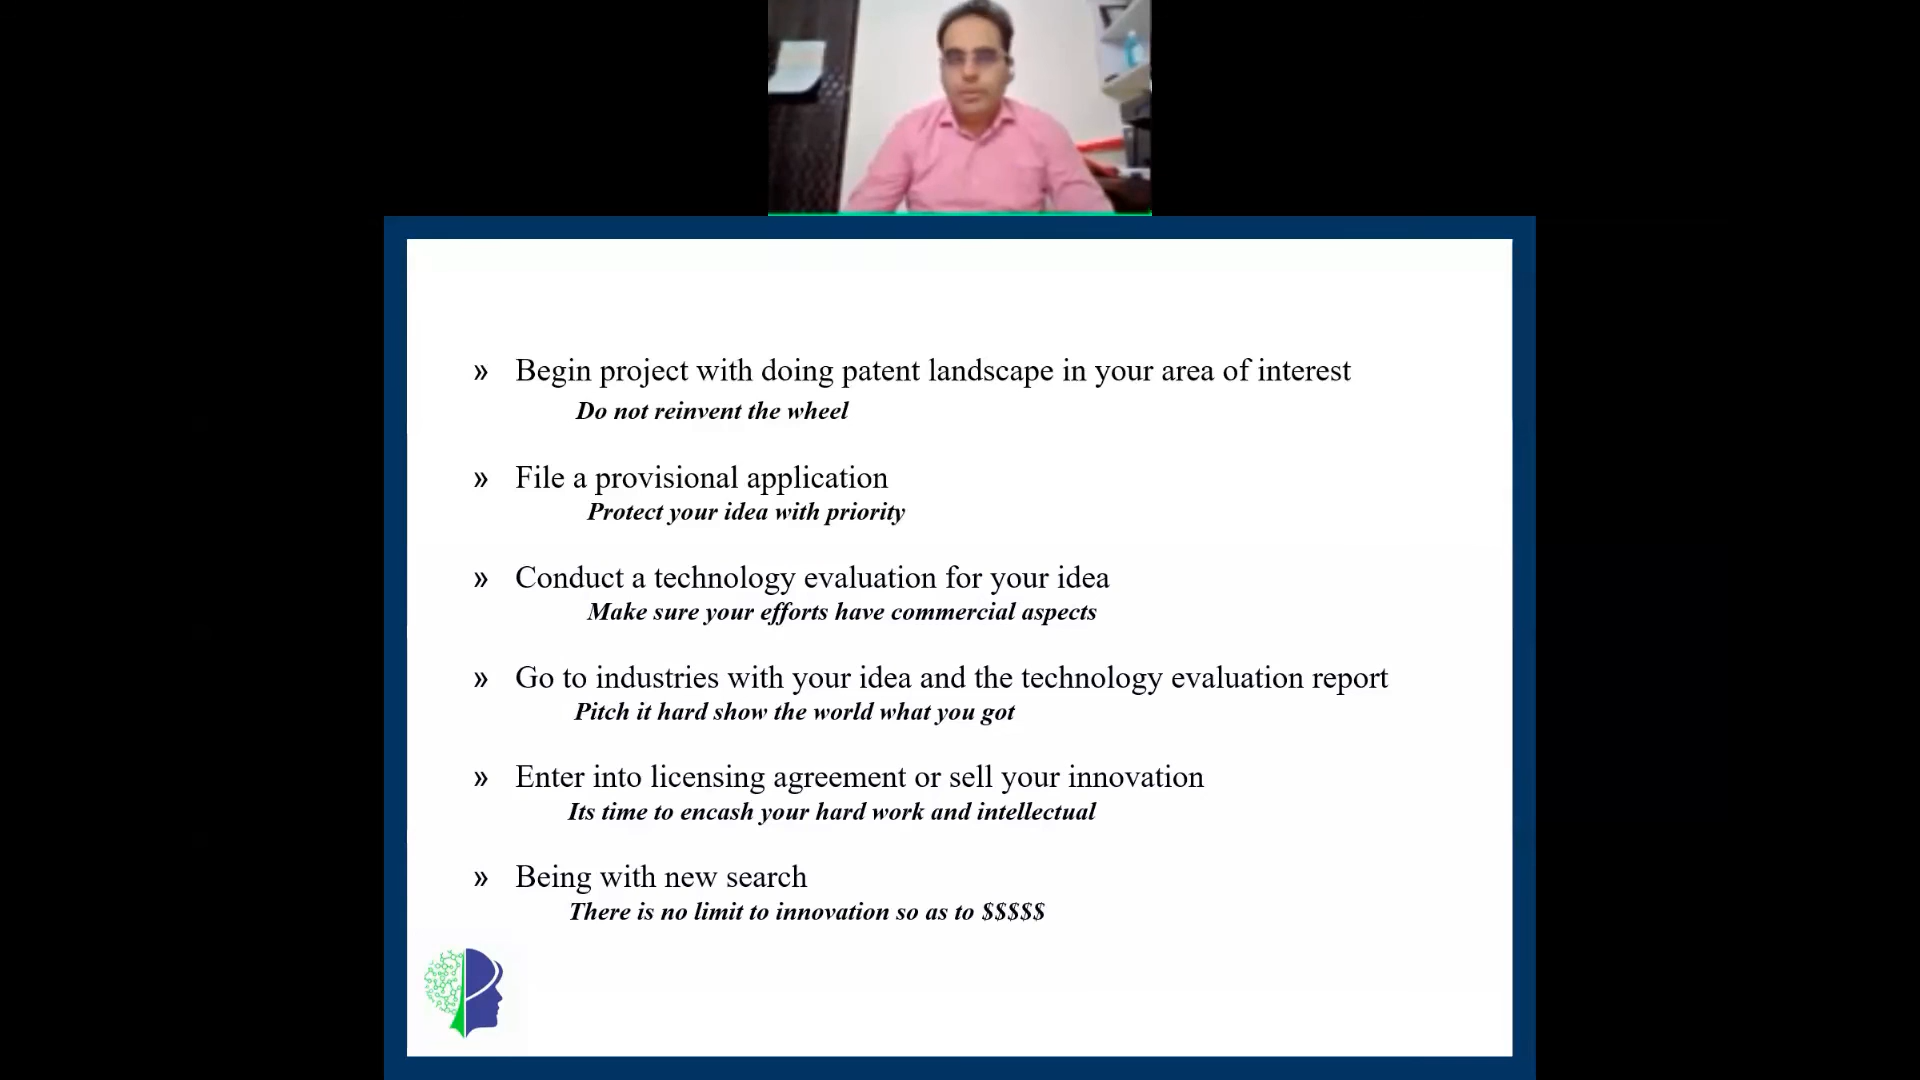 » Begin project with doing patent landscape in your area of interest
Do not reinvent the wheel
» File a provisional application
Protect your idea with priority
» Conduct a technology evaluation for your idea
Make sure your efforts have commercial aspects
» Go to industries with your idea and the technology evaluation report
Pitch it hard show the world what you got
» Enter into licensing agreement or sell your innovation
Its time to encash your hard work and intellectual
» Being with new search
There is no limit to innovation so as to $$$$$